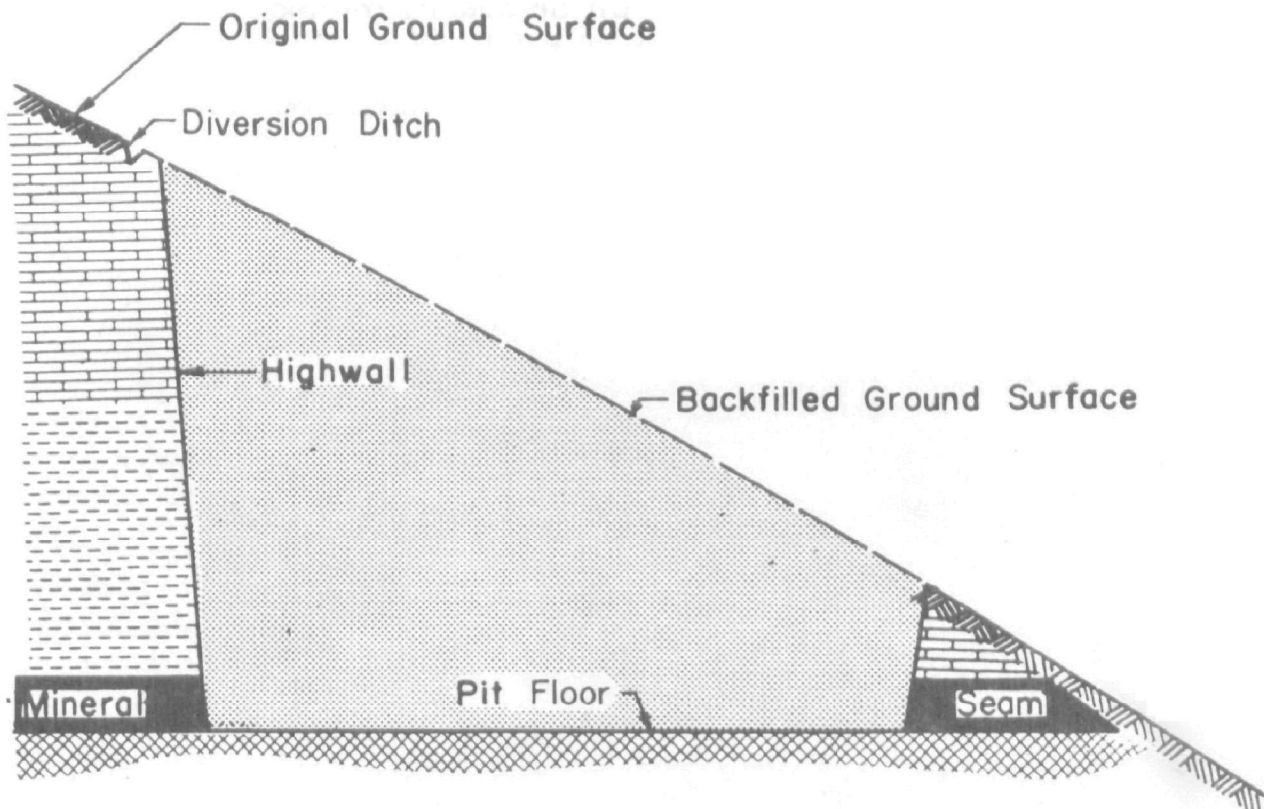 Original Ground Surface
Diversion Ditch
Highwall
Backfilled Ground Surface
Mineral
Pit Floor
Seam